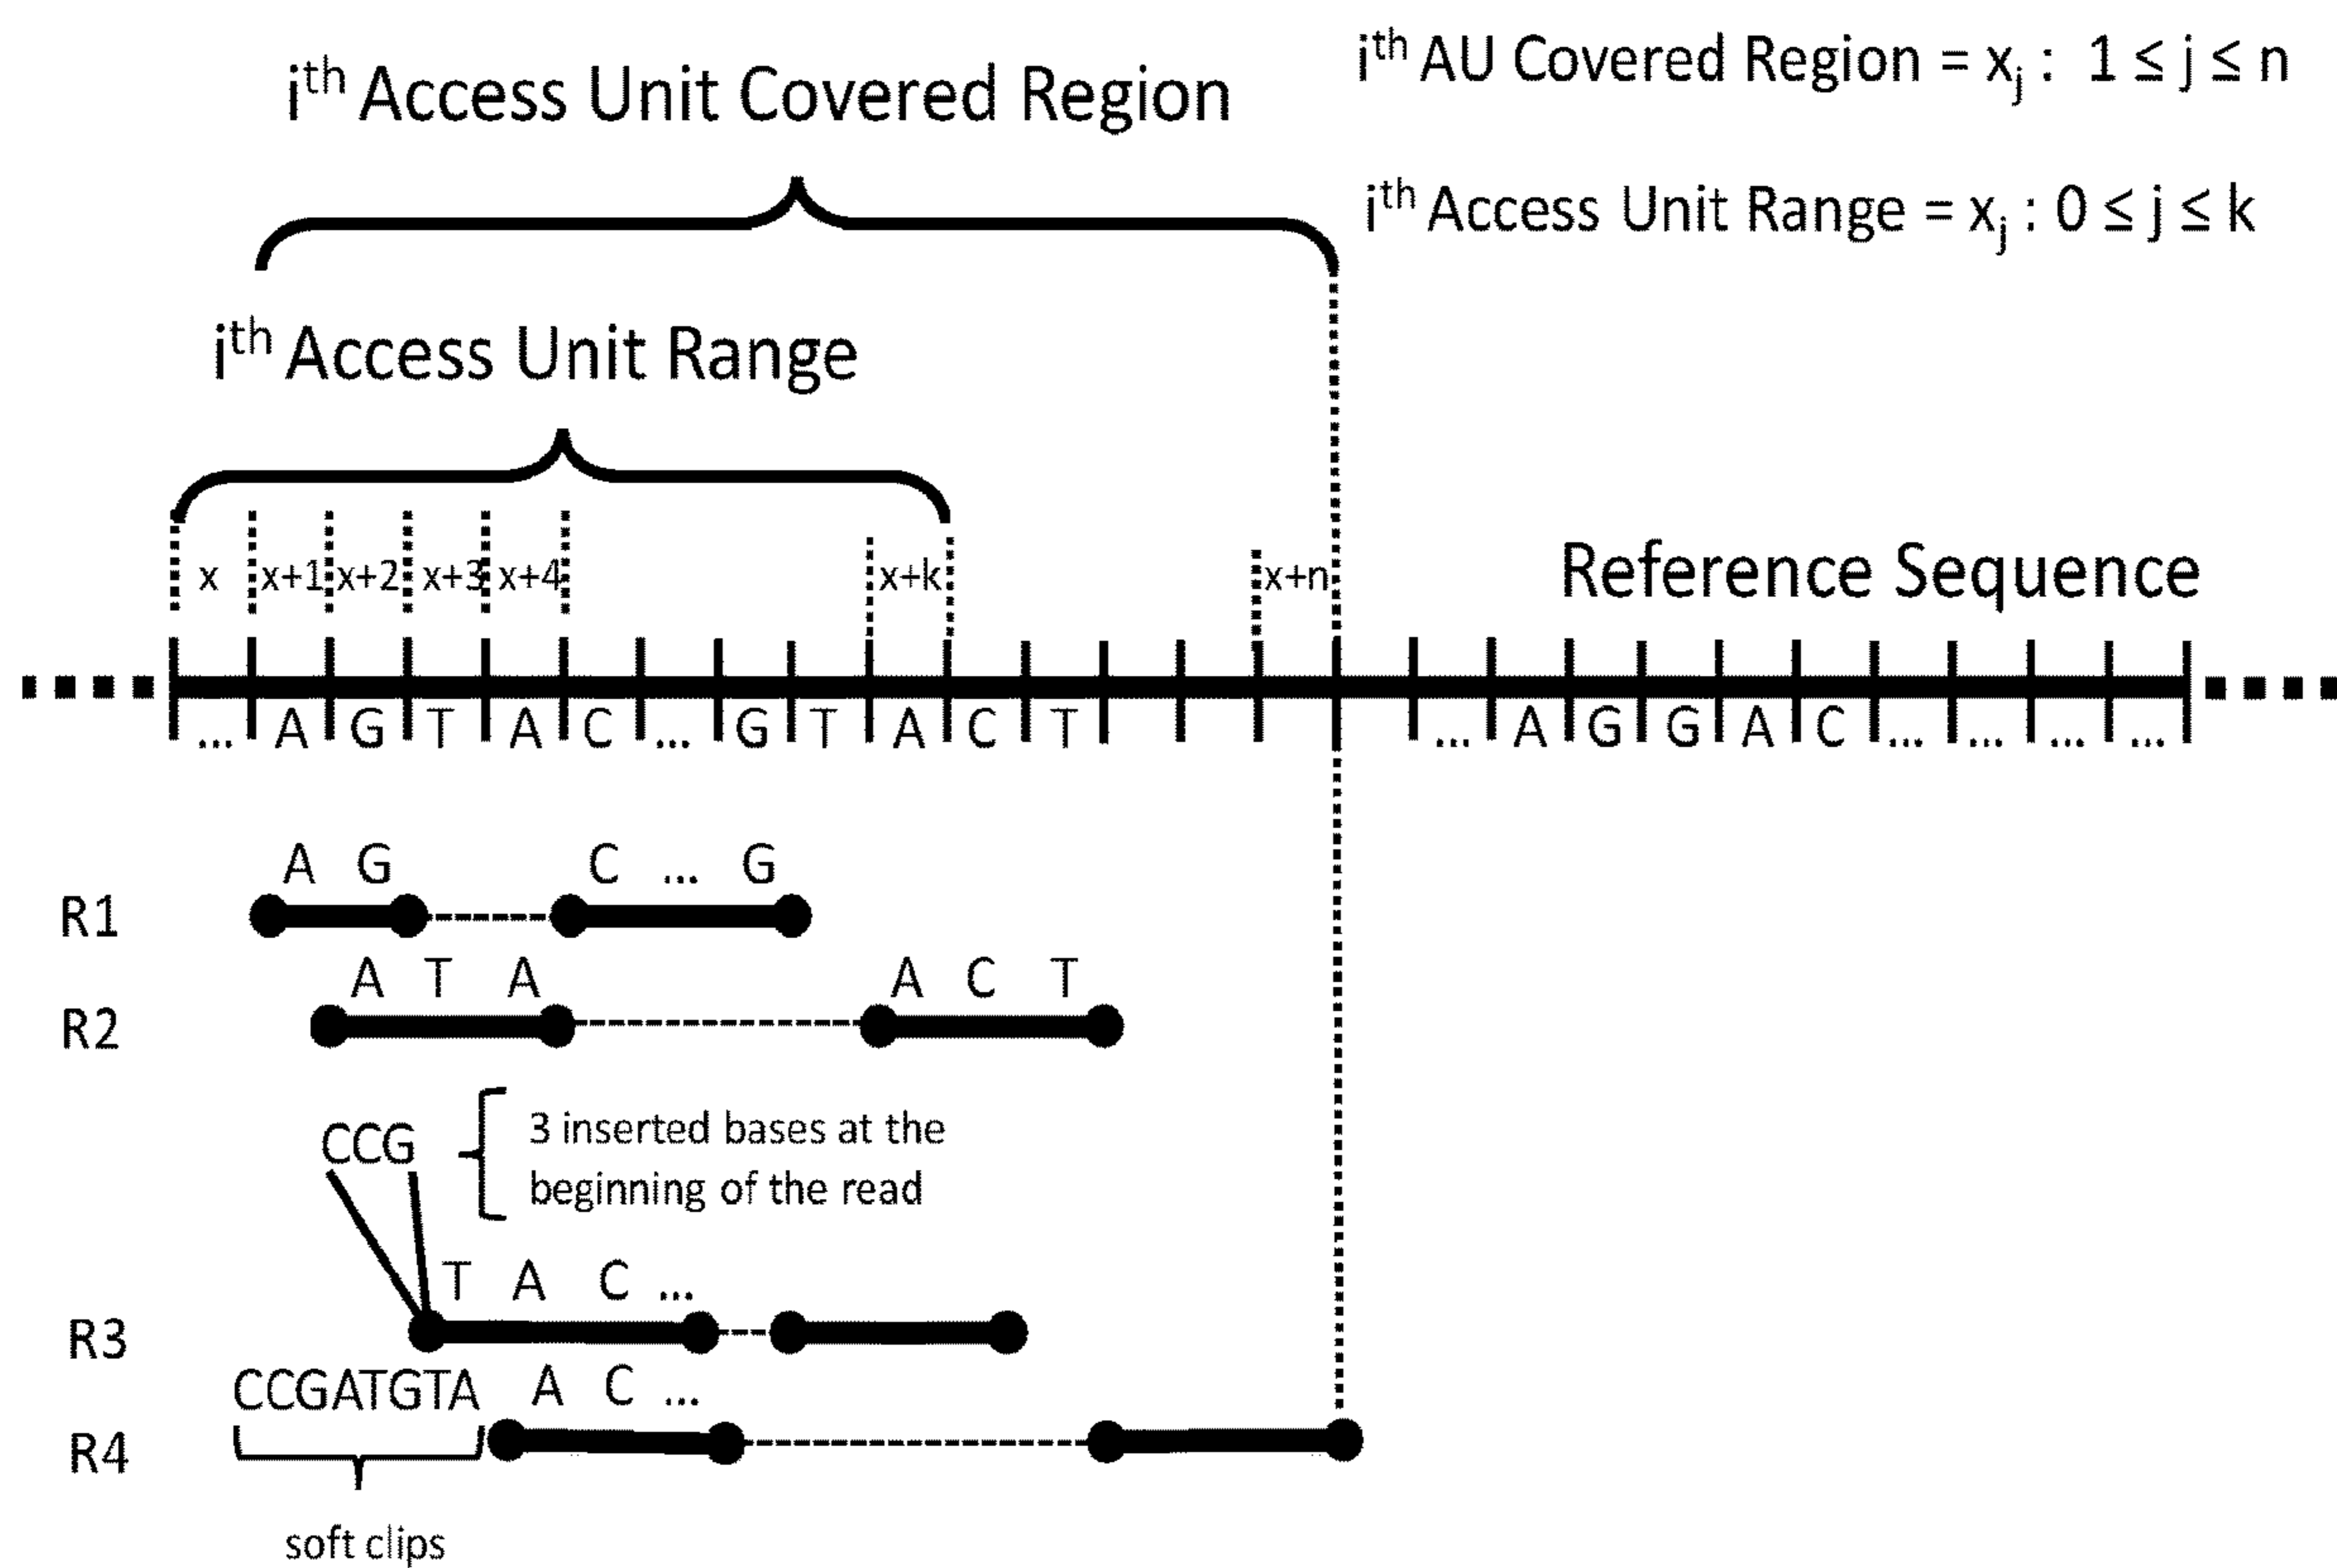 iᵗʰ Access Unit Covered Region
iᵗʰ AU Covered Region = xⱼ : 1 ≤ j ≤ n
iᵗʰ Access Unit Range = xⱼ : 0 ≤ j ≤ k
iᵗʰ Access Unit Range
x x+1 x+2 x+3 x+4 x+k x+n
Reference Sequence
... A G T A C ... G T A C T ... A G G A C ... ... ... ...
A G C ... G
R1
A T A A C T
R2
CCG
3 inserted bases at the
beginning of the read
T A C ...
R3
CCGATGTA A C ...
R4
soft clips